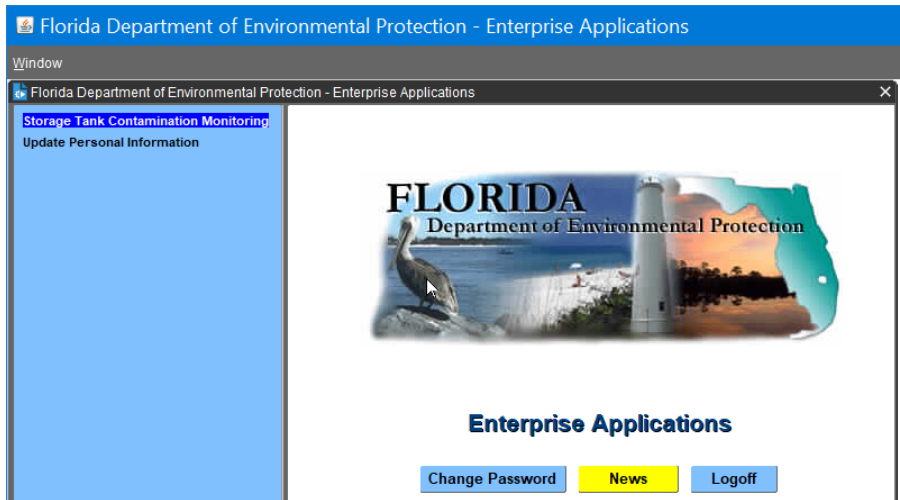 Florida Department of Environmental Protection - Enterprise Applications
Window
Florida Department of Environmental Protection - Enterprise Applications
Storage Tank Contamination Monitoring
Update Personal Information
FLORIDA
Department of Environmental Protection
Enterprise Applications
Change Password News Logoff